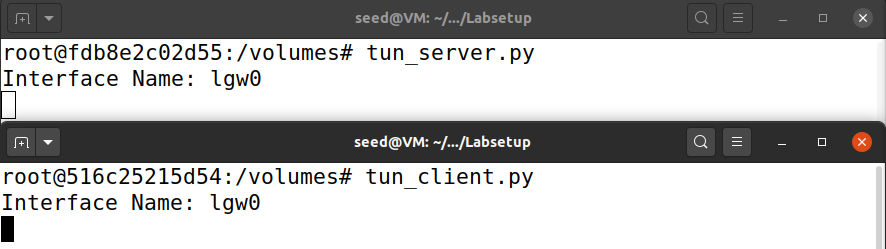 seed@VM: ~/.../Labsetup
root@fdb8e2c02d55:/volumes# tun_server.py
Interface Name: lgw0
seed@VM: ~/.../Labsetup
root@516c25215d54:/volumes# tun_client.py
Interface Name: lgw0